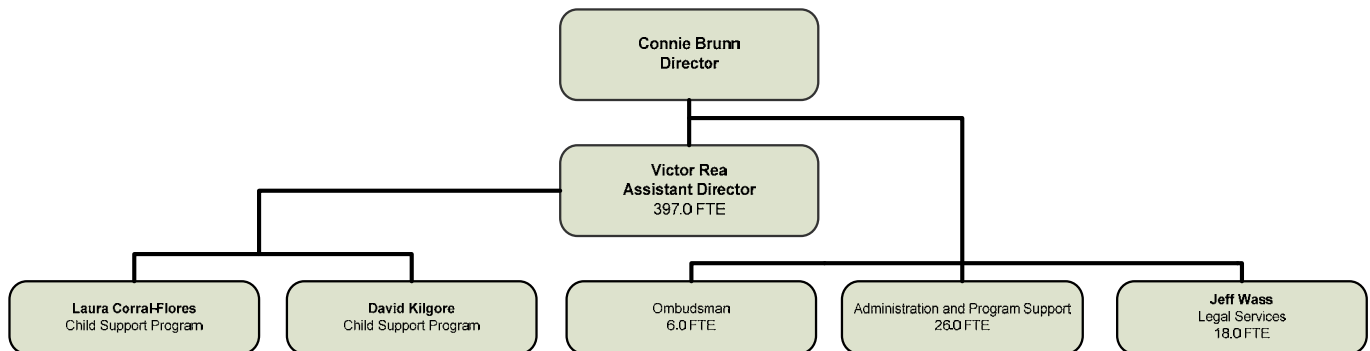 Connie Brunn
Director
Victor Rea
Assistant Director
397.0 FTE
Laura Corral-Flores
Child Support Program
David Kilgore
Child Support Program
Ombudsman
6.0 FTE
Administration and Program Support
26.0 FTE
Jeff Wass
Legal Services
18.0 FTE